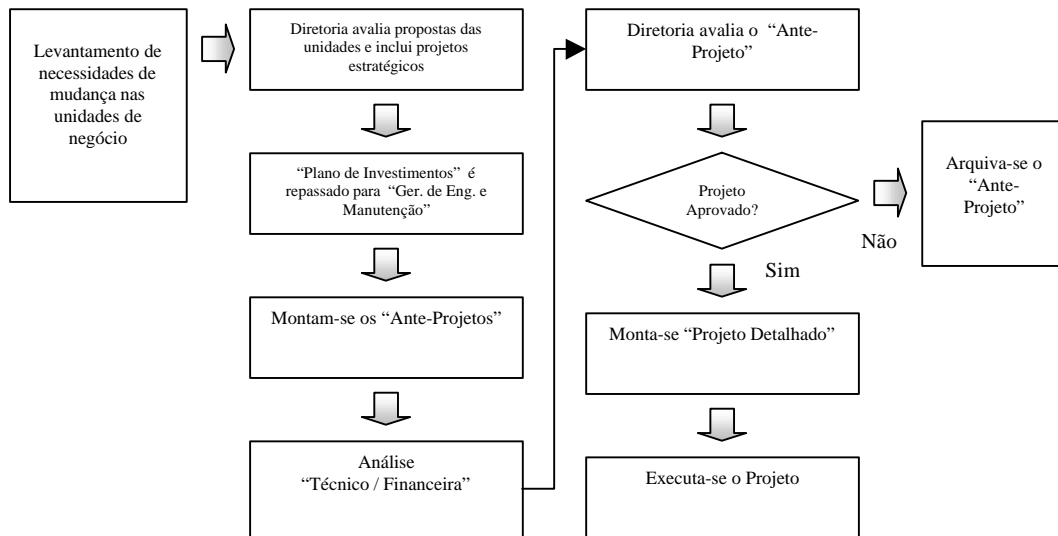 Levantamento de
necessidades de
mudança nas
unidades de
negócio
Diretoria avalia propostas das
unidades e inclui projetos
estratégicos
“Plano de Investimentos” é
repassado para “Ger. de Eng. e
Manutenção”
Montam-se os “Ante-Projetos”
Análise
“Técnico / Financeira”
Diretoria avalia o “Ante-
Projeto”
Projeto
Aprovado?
Não
Arquiva-se o
“Ante-
Projeto”
Sim
Monta-se “Projeto Detalhado”
Executa-se o Projeto